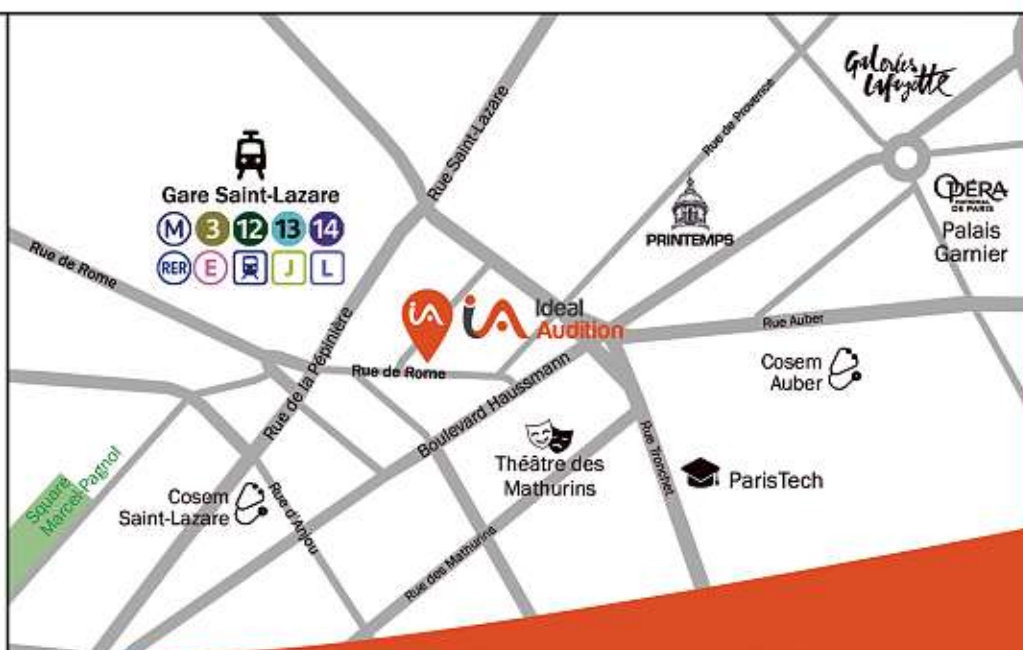 Galeries
Lafayette
Rue Saint-Lazare
Rue de Provence
Gare Saint-Lazare
M 3 12 13 14
RER E J L
OPÉRA
NATIONAL
DE PARIS
Palais
Garnier
PRINTEMPS
Rue de Rome
iA
iA
Ideal
Audition
Rue Auber
Rue de la Pépinière
Rue de Rome
Cosem
Auber
Boulevard Haussmann
Théâtre des
Mathurins
Rue Tronchet
ParisTech
Square
Marcel Pagnol
Cosem
Saint-Lazare
Rue d'Anjou
Rue des Mathurins